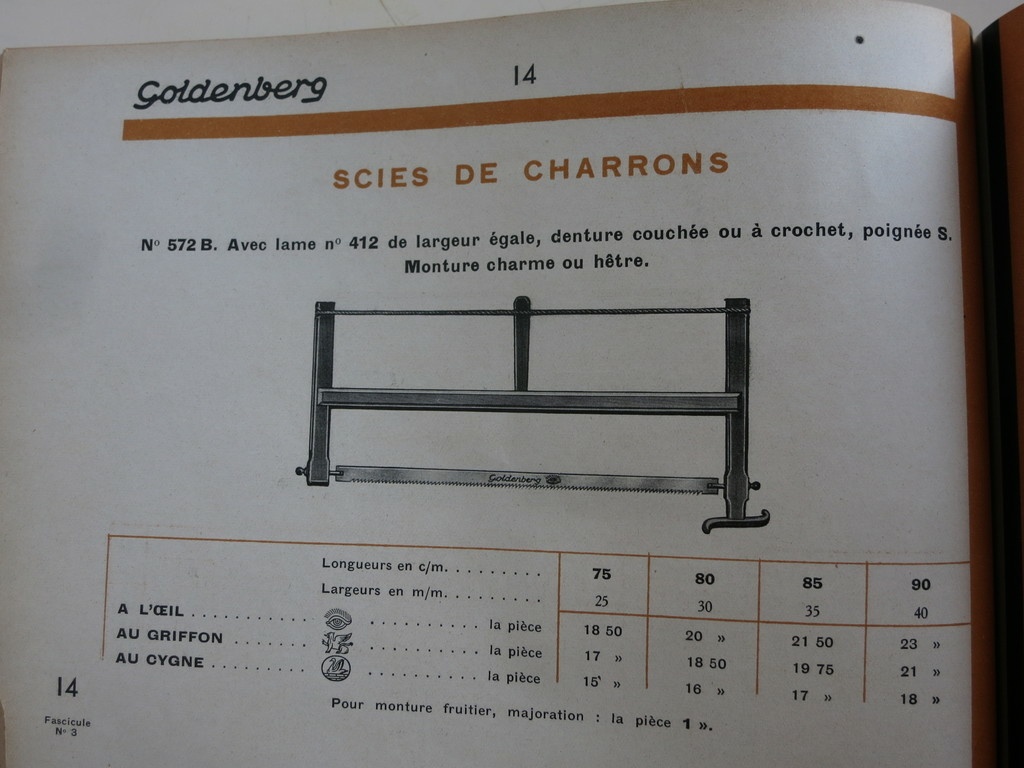 Goldenberg
14
SCIES DE CHARRONS
Nº 572 B. Avec lame nº 412 de largeur égale, denture couchée ou à crochet, poignée S.
Monture charme ou hêtre.
Goldenberg
Longueurs en c/m. . . . . . . . . 75 80 85 90
Largeurs en m/m. . . . . . . . . 25 30 35 40
A L'ŒIL . . . . . . . . . . . . . . . . . . . . . . . . la pièce 18 50 20 » 21 50 23 »
AU GRIFFON . . . . . . . . . . . . . . . . . . . . la pièce 17 » 18 50 19 75 21 »
AU CYGNE . . . . . . . . . . . . . . . . . . . . . . la pièce 15' » 16 » 17 » 18 »
Pour monture fruitier, majoration : la pièce 1 ».
14
Fascicule
Nº 3